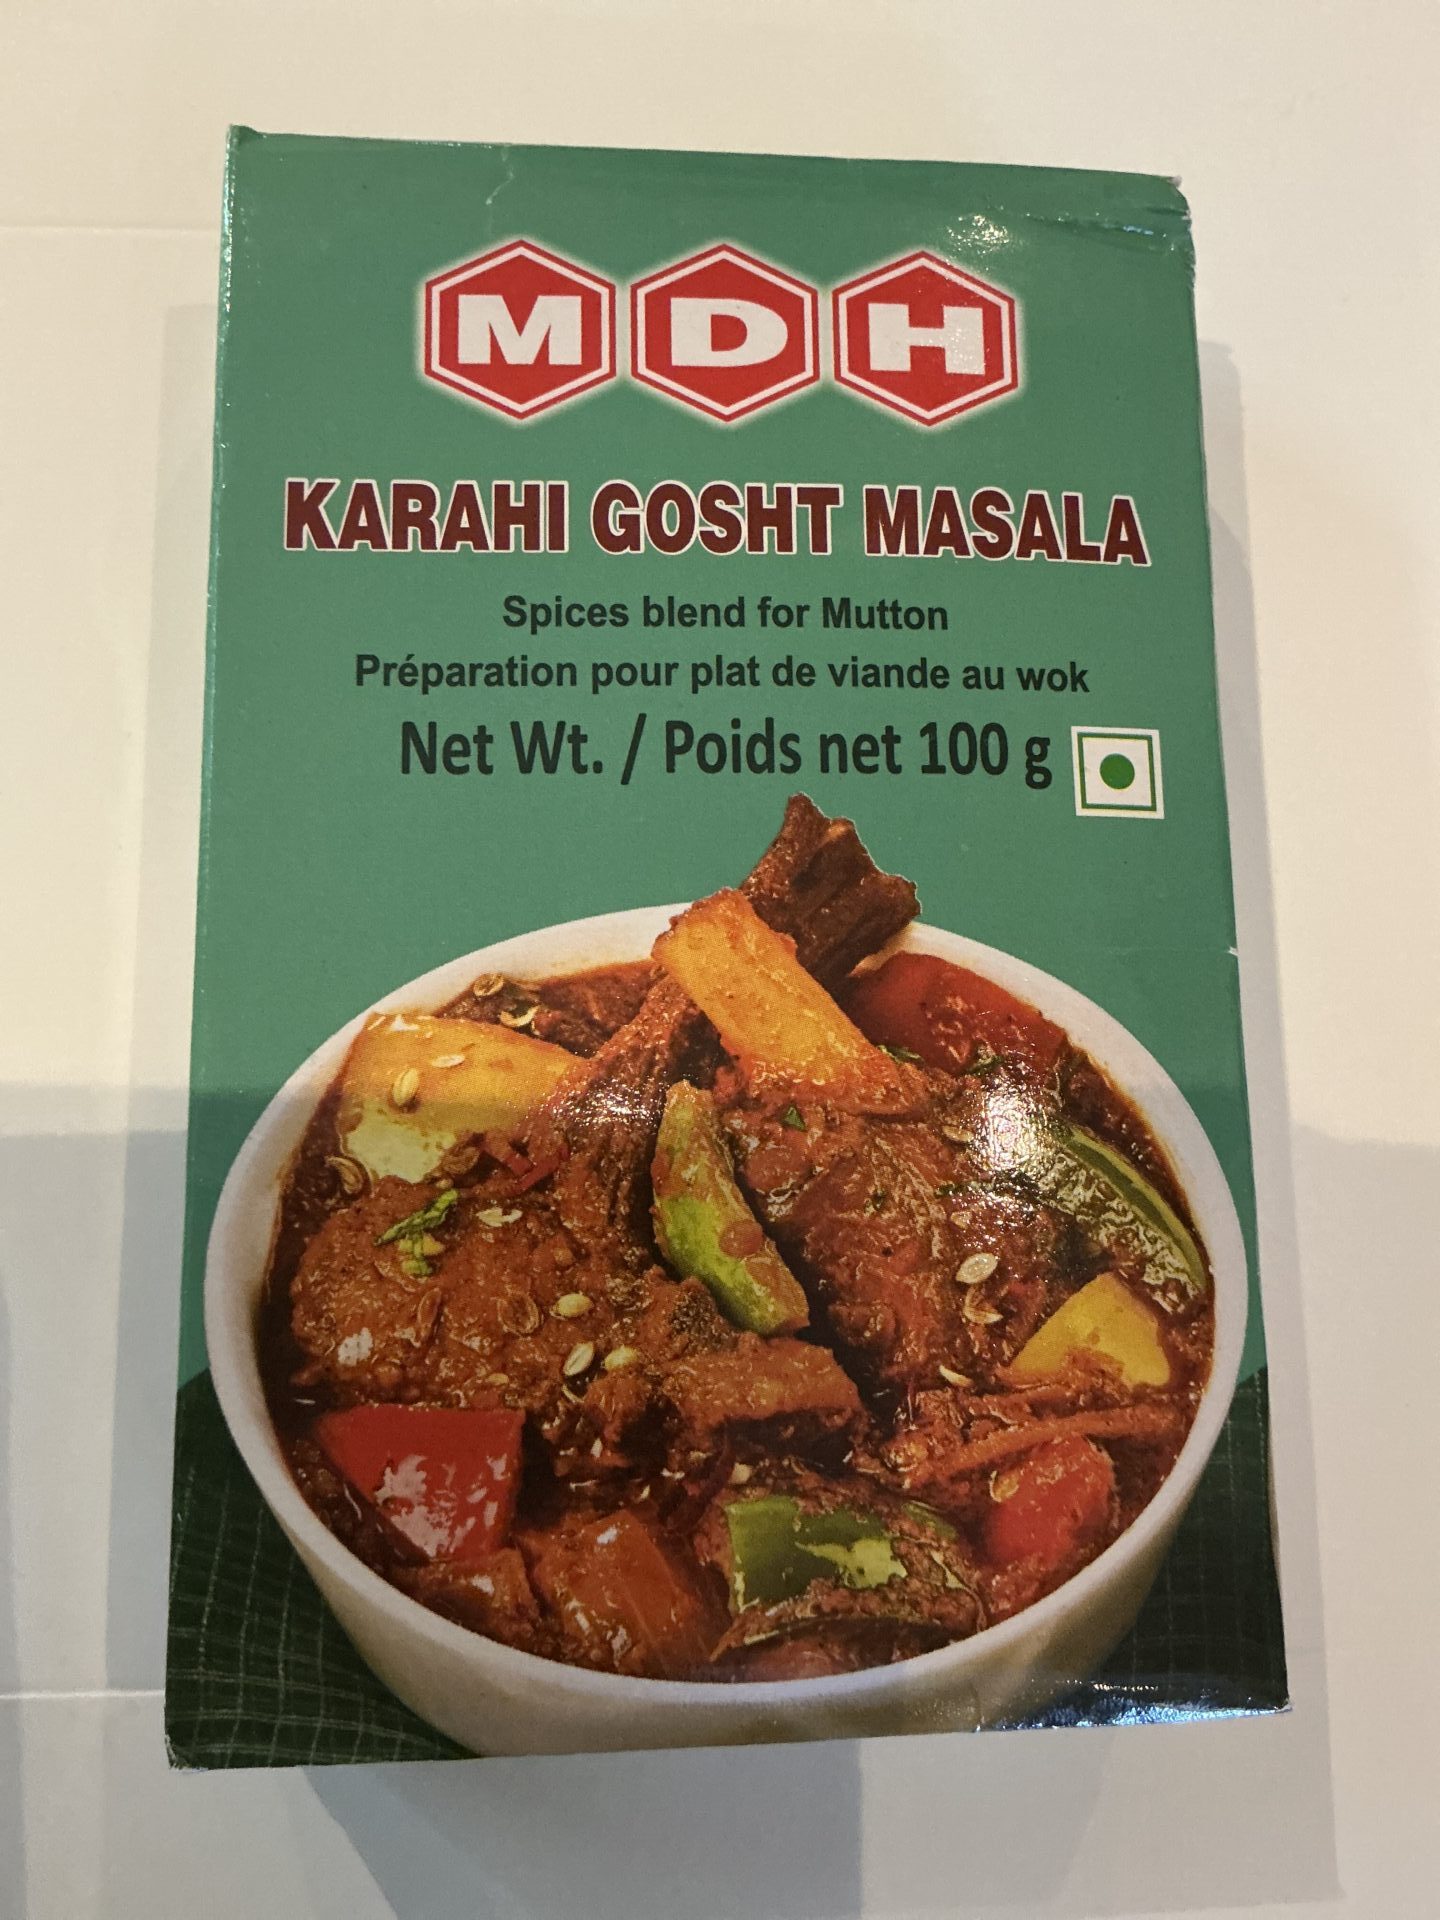 MDH
KARAHI GOSHT MASALA
Spices blend for Mutton
Préparation pour plat de viande au wok
Net Wt. / Poids net 100 g